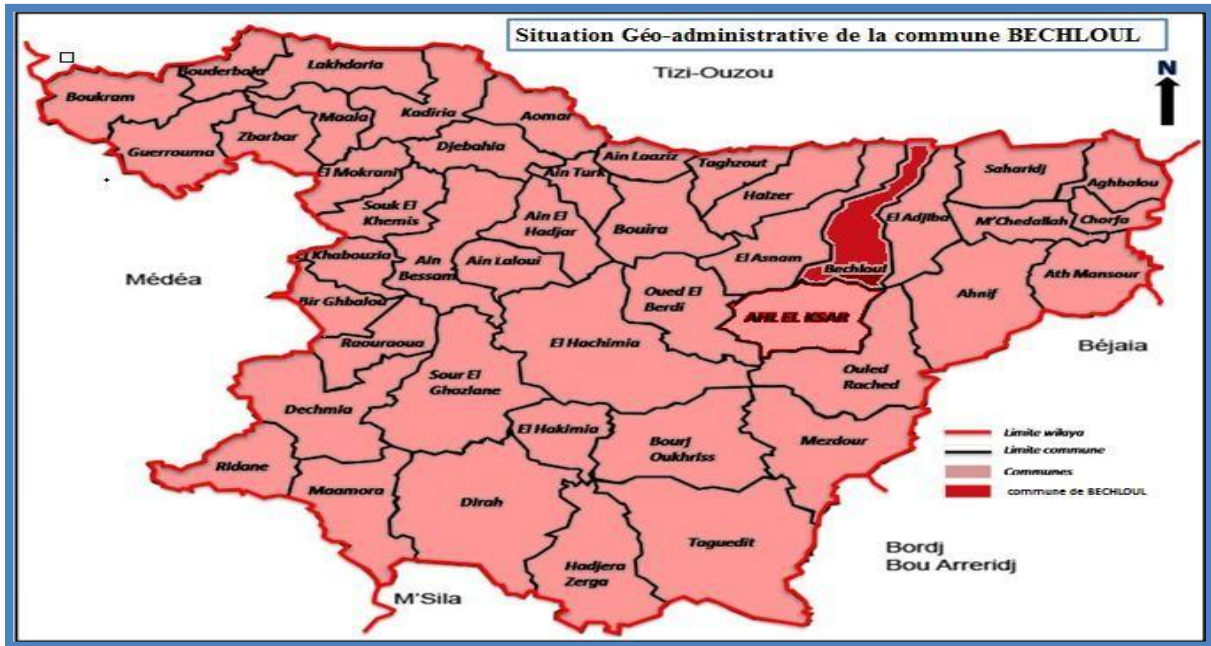 Situation Géo-administrative de la commune BECHLOUL
Tizi-Ouzou
N
Bouderbala
Lakhdaria
Boukram
Maala
Kadiria
Aomar
Zbarbar
Guerrouma
Djebahia
Ain Laaziz
Taghzout
Saharidj
Aghbalou
El Mokrani
Ain Turk
Haizer
Souk El
Khemis
Ain El
Hadjar
Bouira
El Adjiba
M'Chedallah
Chorfa
El Khabouzia
Ain
Bessam
Ain Laloui
El Asnam
Bechloul
Ath Mansour
Médéa
Oued El
Berdi
Ahnif
Bir Ghbalou
AHL EL KSAR
Raouraoua
El Hachimia
Béjaia
Sour El
Ghozlane
Ouled
Rached
Dechmia
El Hakimia
Bourj
Oukhriss
Mezdour
Limite wilaya
Limite commune
Communes
commune de BECHLOUL
Ridane
Maamora
Dirah
Taguedit
Hadjera
Zerga
Bordj
Bou Arreridj
M'Sila